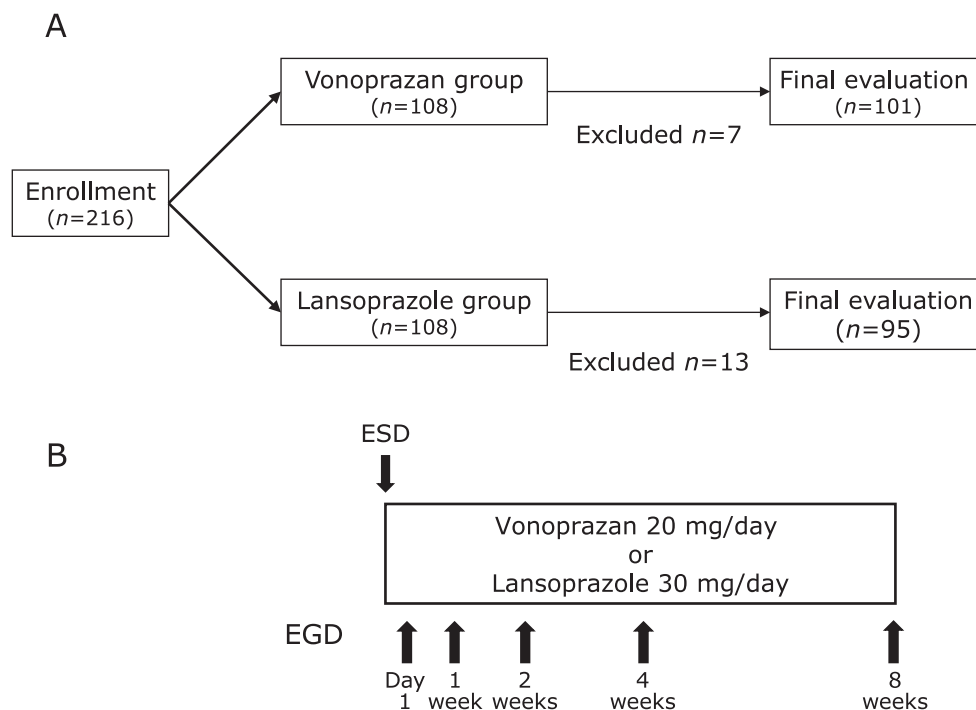 A
Vonoprazan group
(n=108)
Excluded n=7
Final evaluation
(n=101)
Enrollment
(n=216)
Lansoprazole group
(n=108)
Excluded n=13
Final evaluation
(n=95)
B
ESD
Vonoprazan 20 mg/day
or
Lansoprazole 30 mg/day
EGD
Day
1
1
week
2
weeks
4
weeks
8
weeks